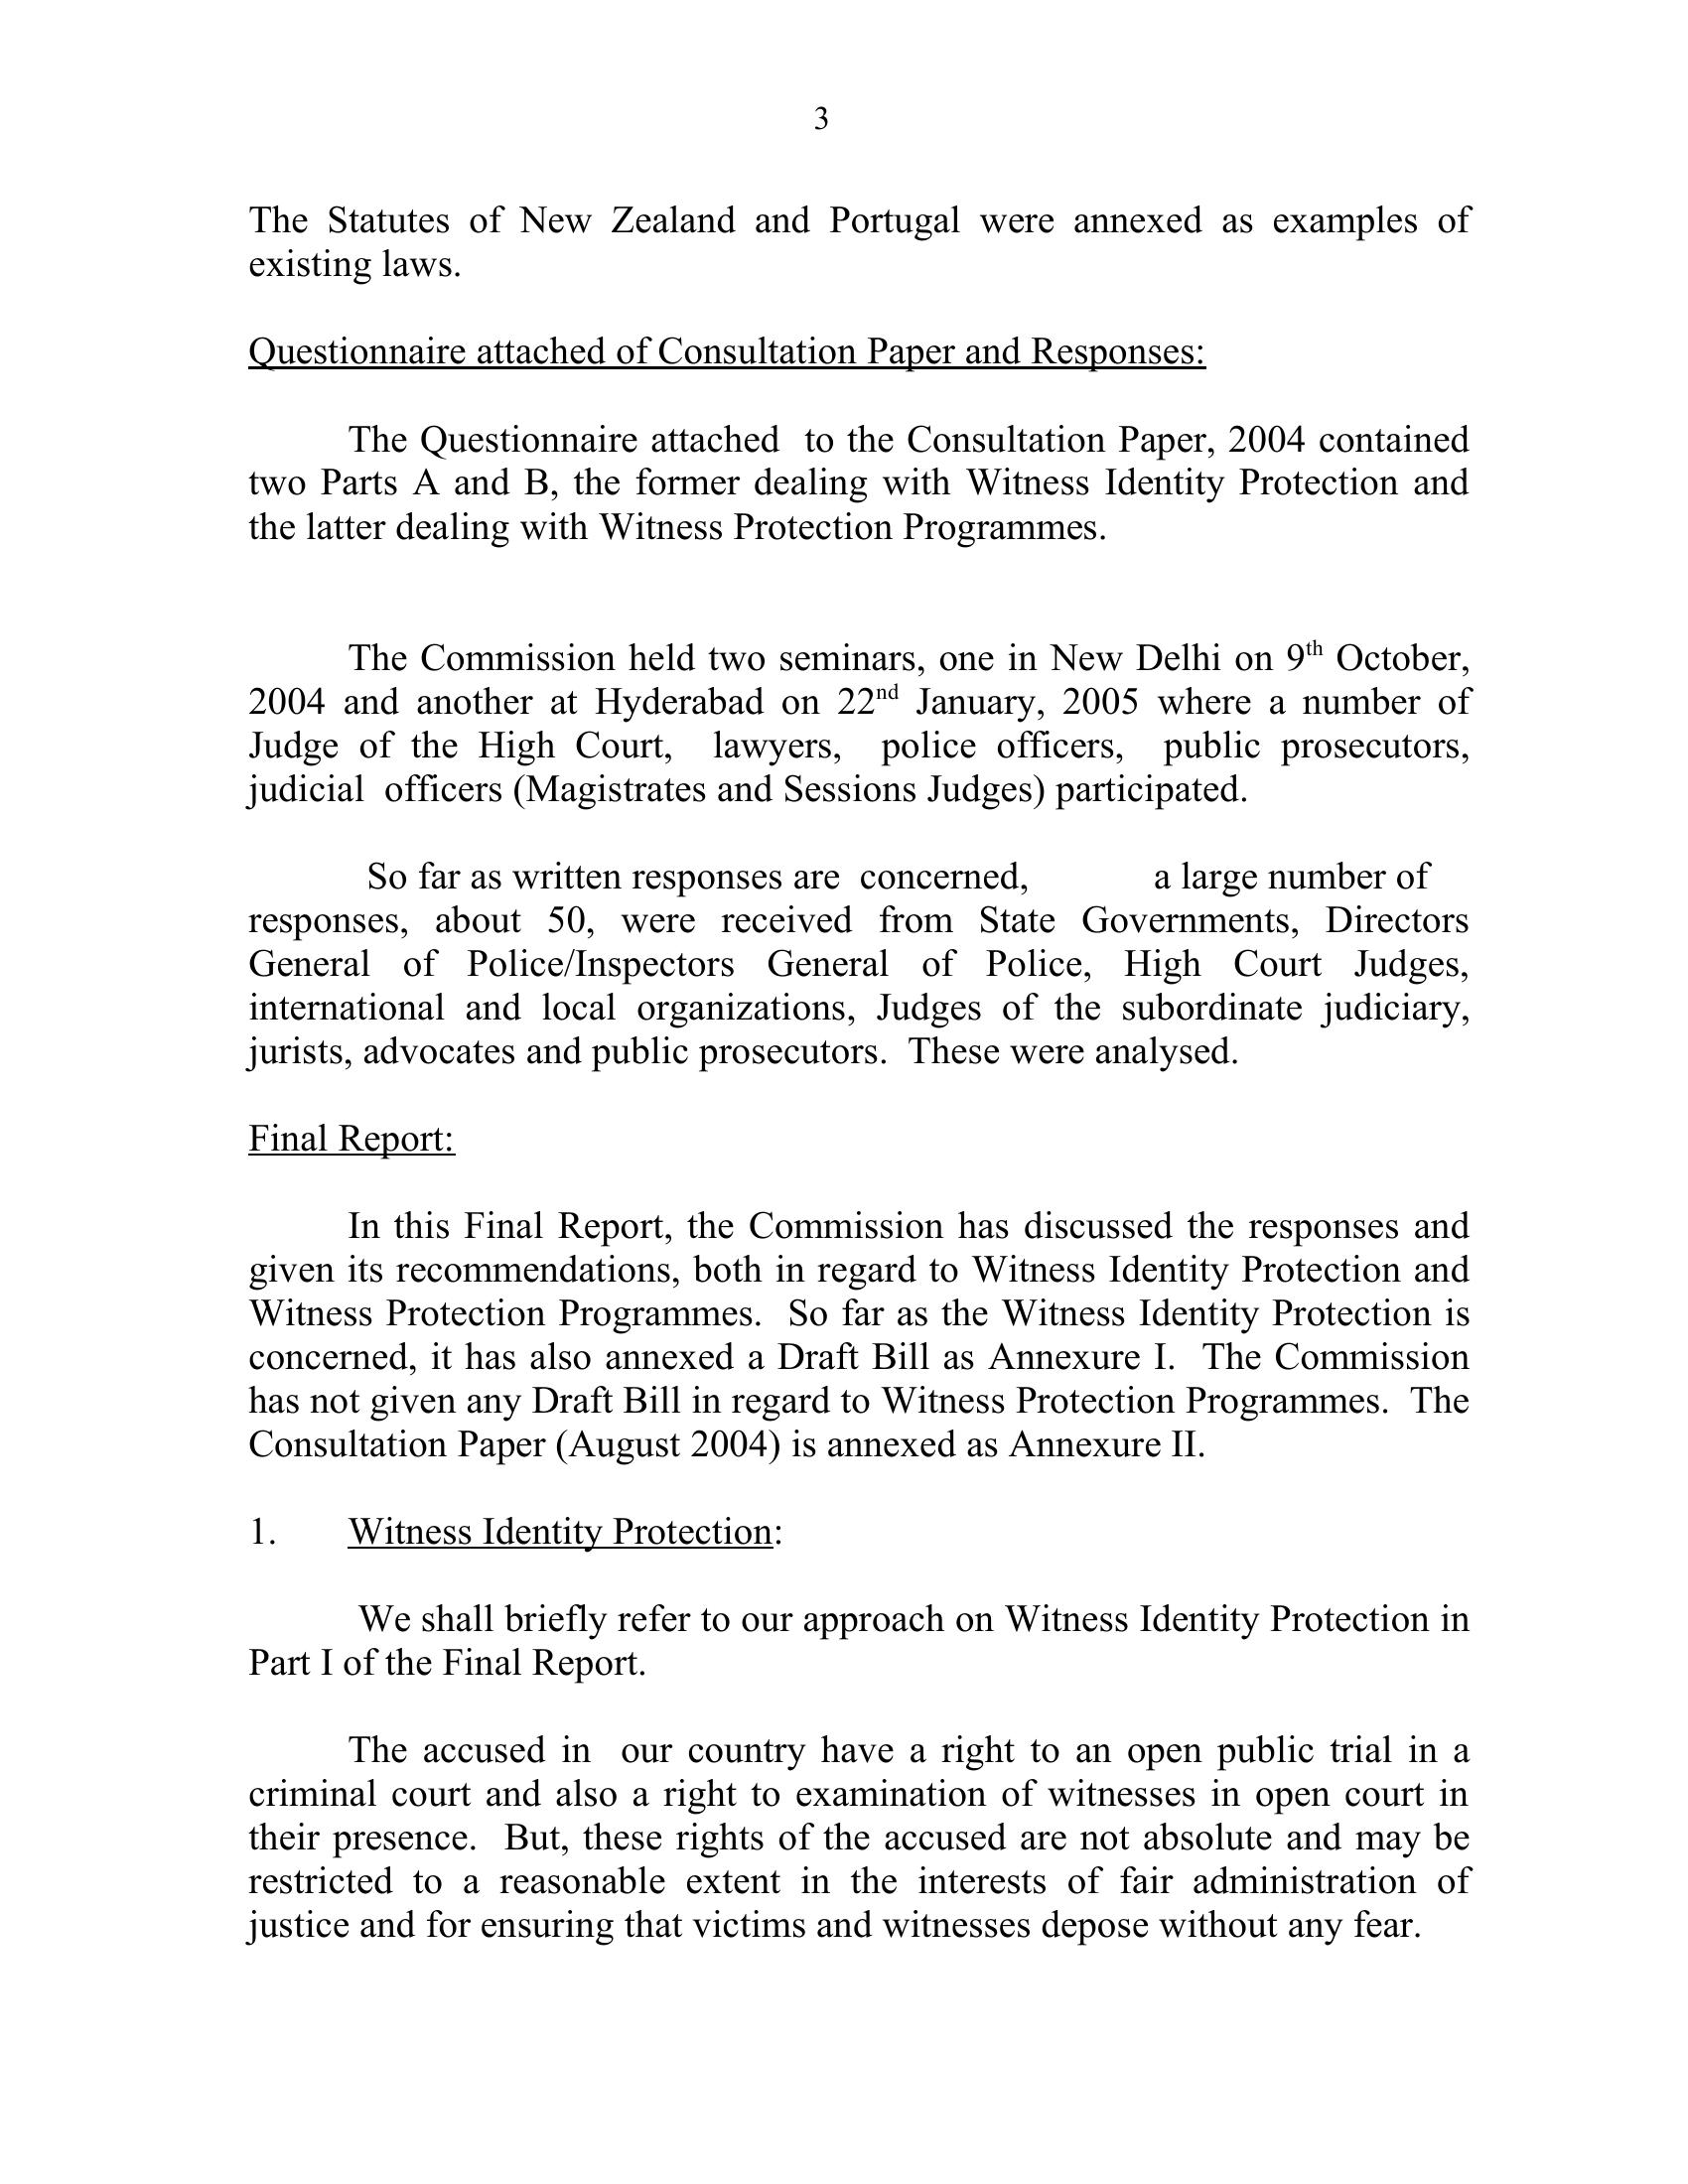 3
The Statutes of New Zealand and Portugal were annexed as examples of
existing laws.
Questionnaire attached of Consultation Paper and Responses:
The Questionnaire attached to the Consultation Paper, 2004 contained
two Parts A and B, the former dealing with Witness Identity Protection and
the latter dealing with Witness Protection Programmes.
The Commission held two seminars, one in New Delhi on 9th October,
2004 and another at Hyderabad on 22nd January, 2005 where a number of
Judge of the High Court, lawyers, police officers, public prosecutors,
judicial officers (Magistrates and Sessions Judges) participated.
So far as written responses are concerned, a large number of
responses, about 50, were received from State Governments, Directors
General of Police/Inspectors General of Police, High Court Judges,
international and local organizations, Judges of the subordinate judiciary,
jurists, advocates and public prosecutors. These were analysed.
Final Report:
In this Final Report, the Commission has discussed the responses and
given its recommendations, both in regard to Witness Identity Protection and
Witness Protection Programmes. So far as the Witness Identity Protection is
concerned, it has also annexed a Draft Bill as Annexure I. The Commission
has not given any Draft Bill in regard to Witness Protection Programmes. The
Consultation Paper (August 2004) is annexed as Annexure II.
1. Witness Identity Protection:
We shall briefly refer to our approach on Witness Identity Protection in
Part I of the Final Report.
The accused in our country have a right to an open public trial in a
criminal court and also a right to examination of witnesses in open court in
their presence. But, these rights of the accused are not absolute and may be
restricted to a reasonable extent in the interests of fair administration of
justice and for ensuring that victims and witnesses depose without any fear.